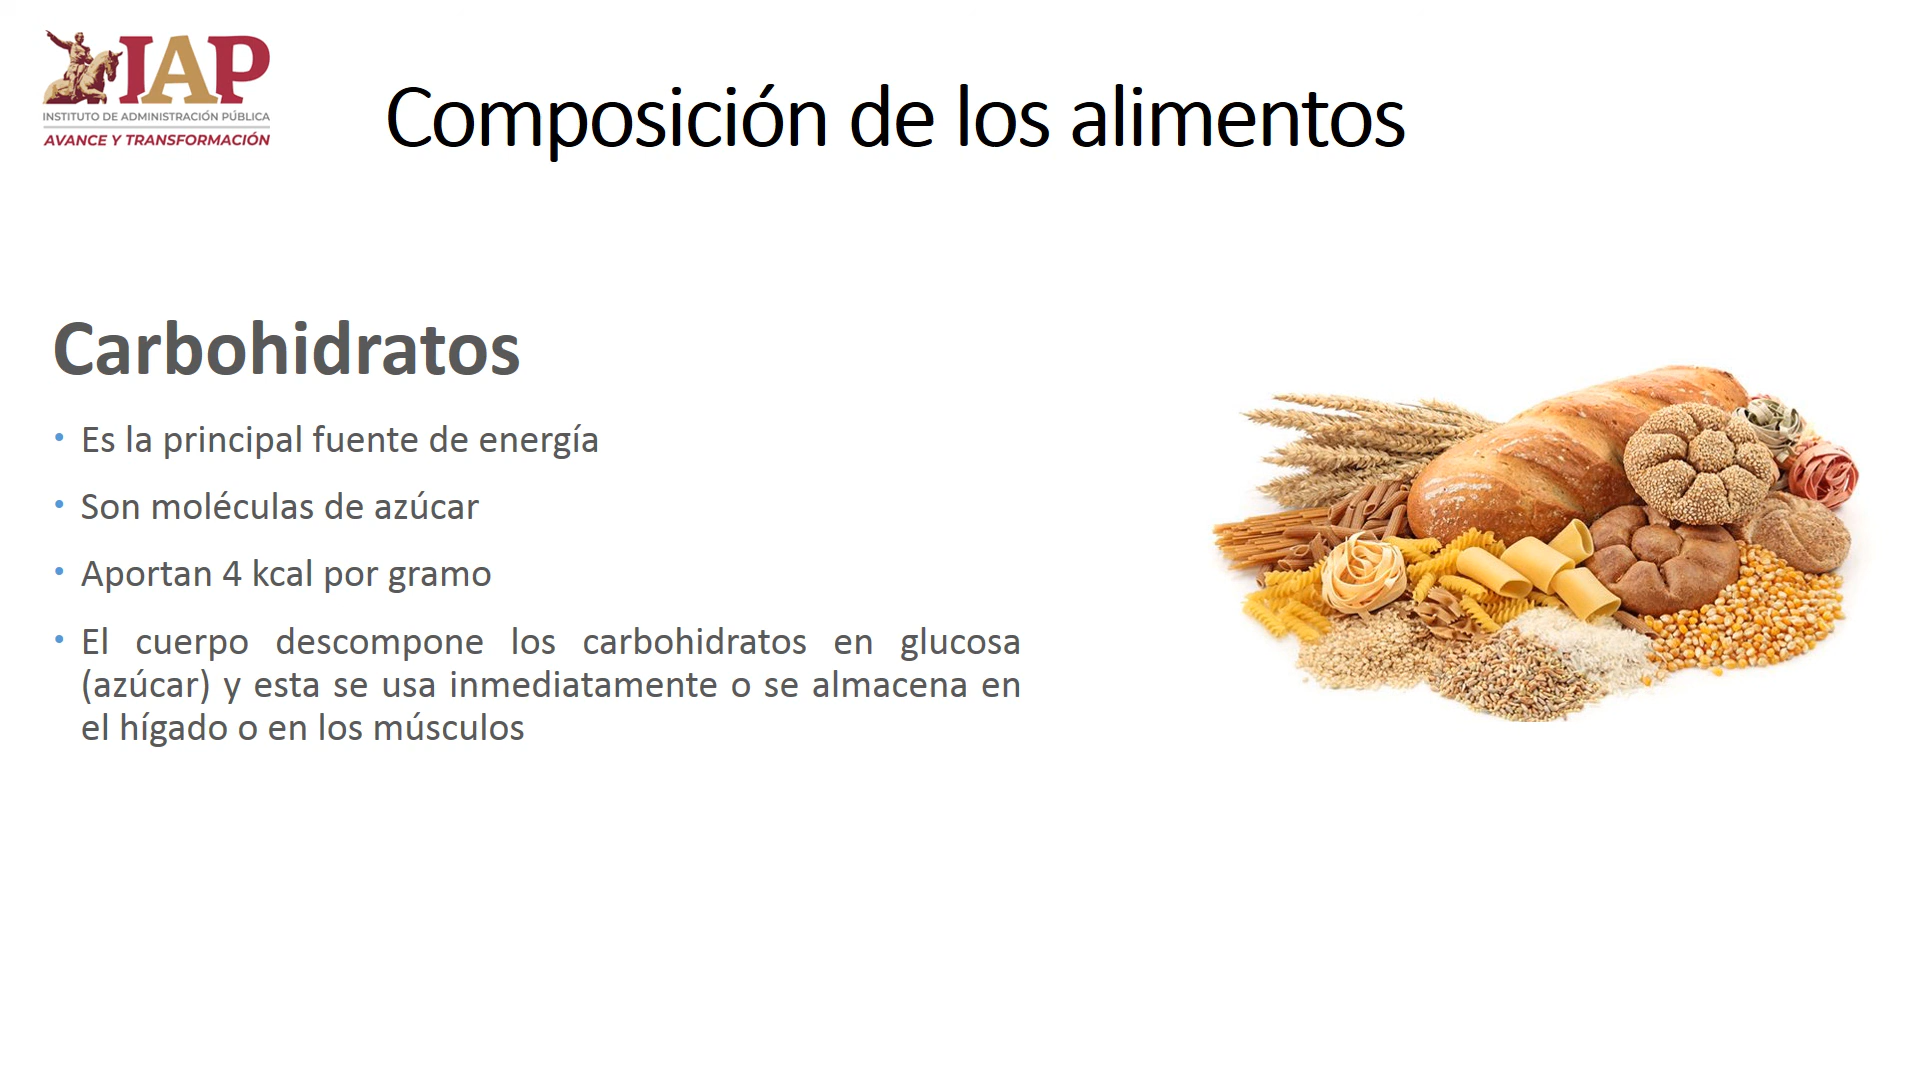 IAP
INSTITUTO DE ADMINISTRACIÓN PÚBLICA
AVANCE Y TRANSFORMACIÓN
Composición de los alimentos
Carbohidratos
• Es la principal fuente de energía
• Son moléculas de azúcar
• Aportan 4 kcal por gramo
• El cuerpo descompone los carbohidratos en glucosa
(azúcar) y esta se usa inmediatamente o se almacena en
el hígado o en los músculos